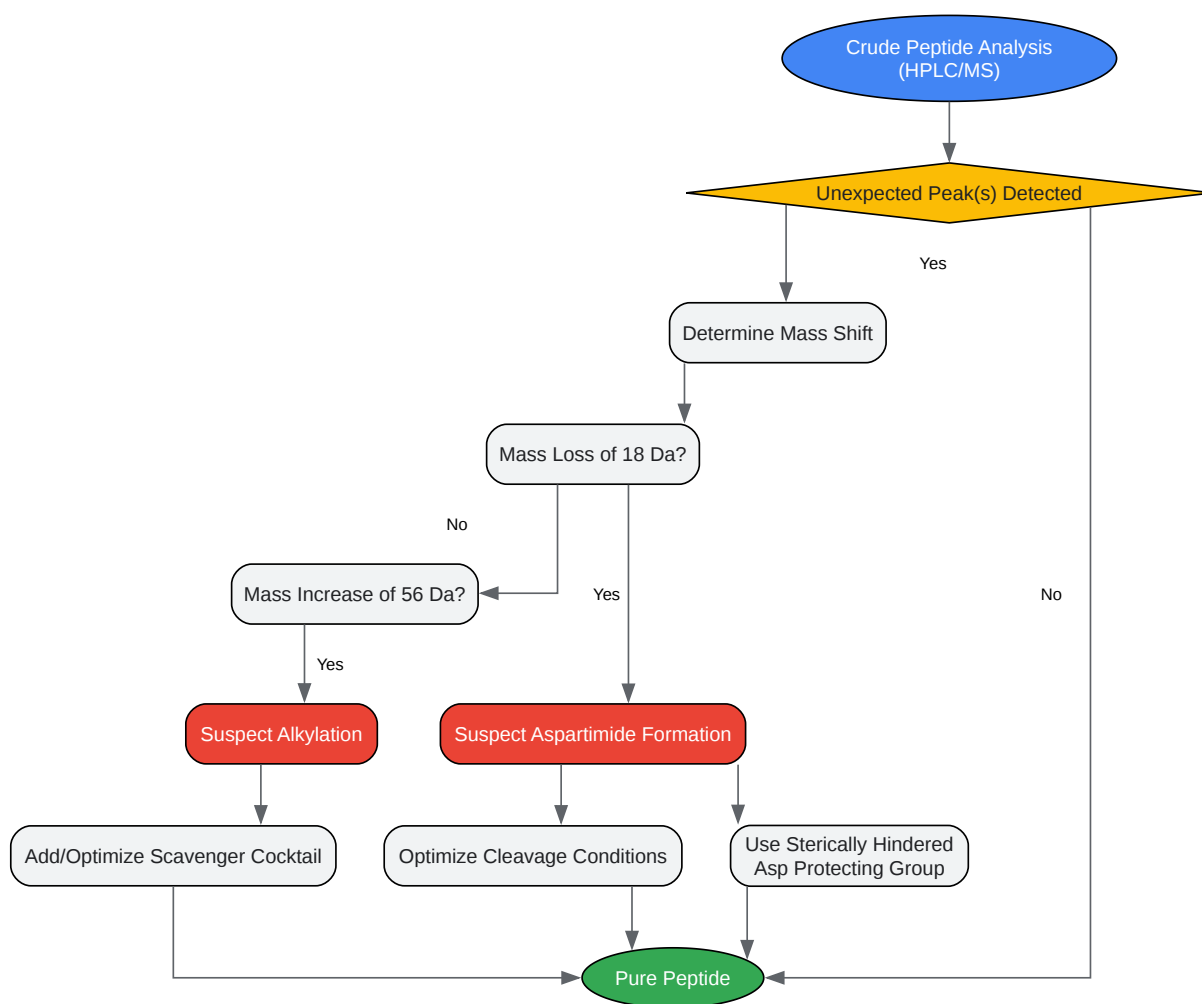 Crude Peptide Analysis
(HPLC/MS)
Unexpected Peak(s) Detected
Yes
Determine Mass Shift
Mass Loss of 18 Da?
No
Mass Increase of 56 Da?
Yes
No
Yes
Suspect Alkylation
Suspect Aspartimide Formation
Add/Optimize Scavenger Cocktail
Optimize Cleavage Conditions
Use Sterically Hindered
Asp Protecting Group
Pure Peptide